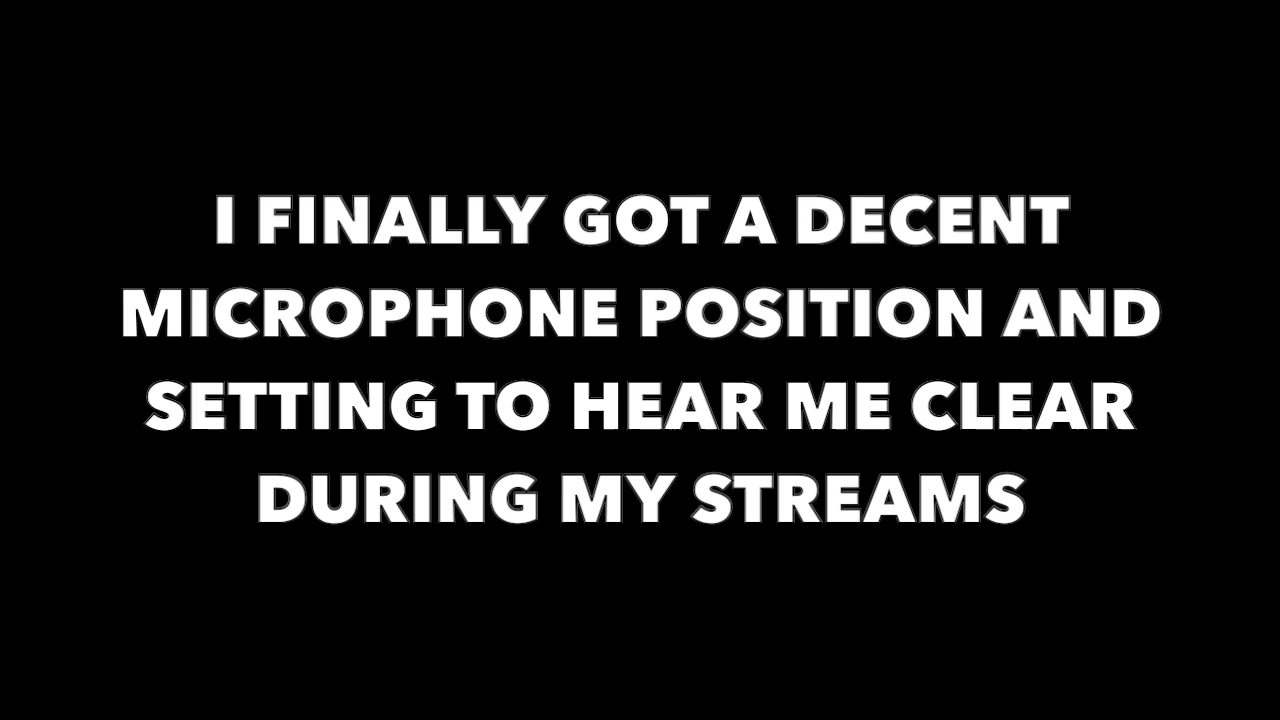 I FINALLY GOT A DECENT
MICROPHONE POSITION AND
SETTING TO HEAR ME CLEAR
DURING MY STREAMS